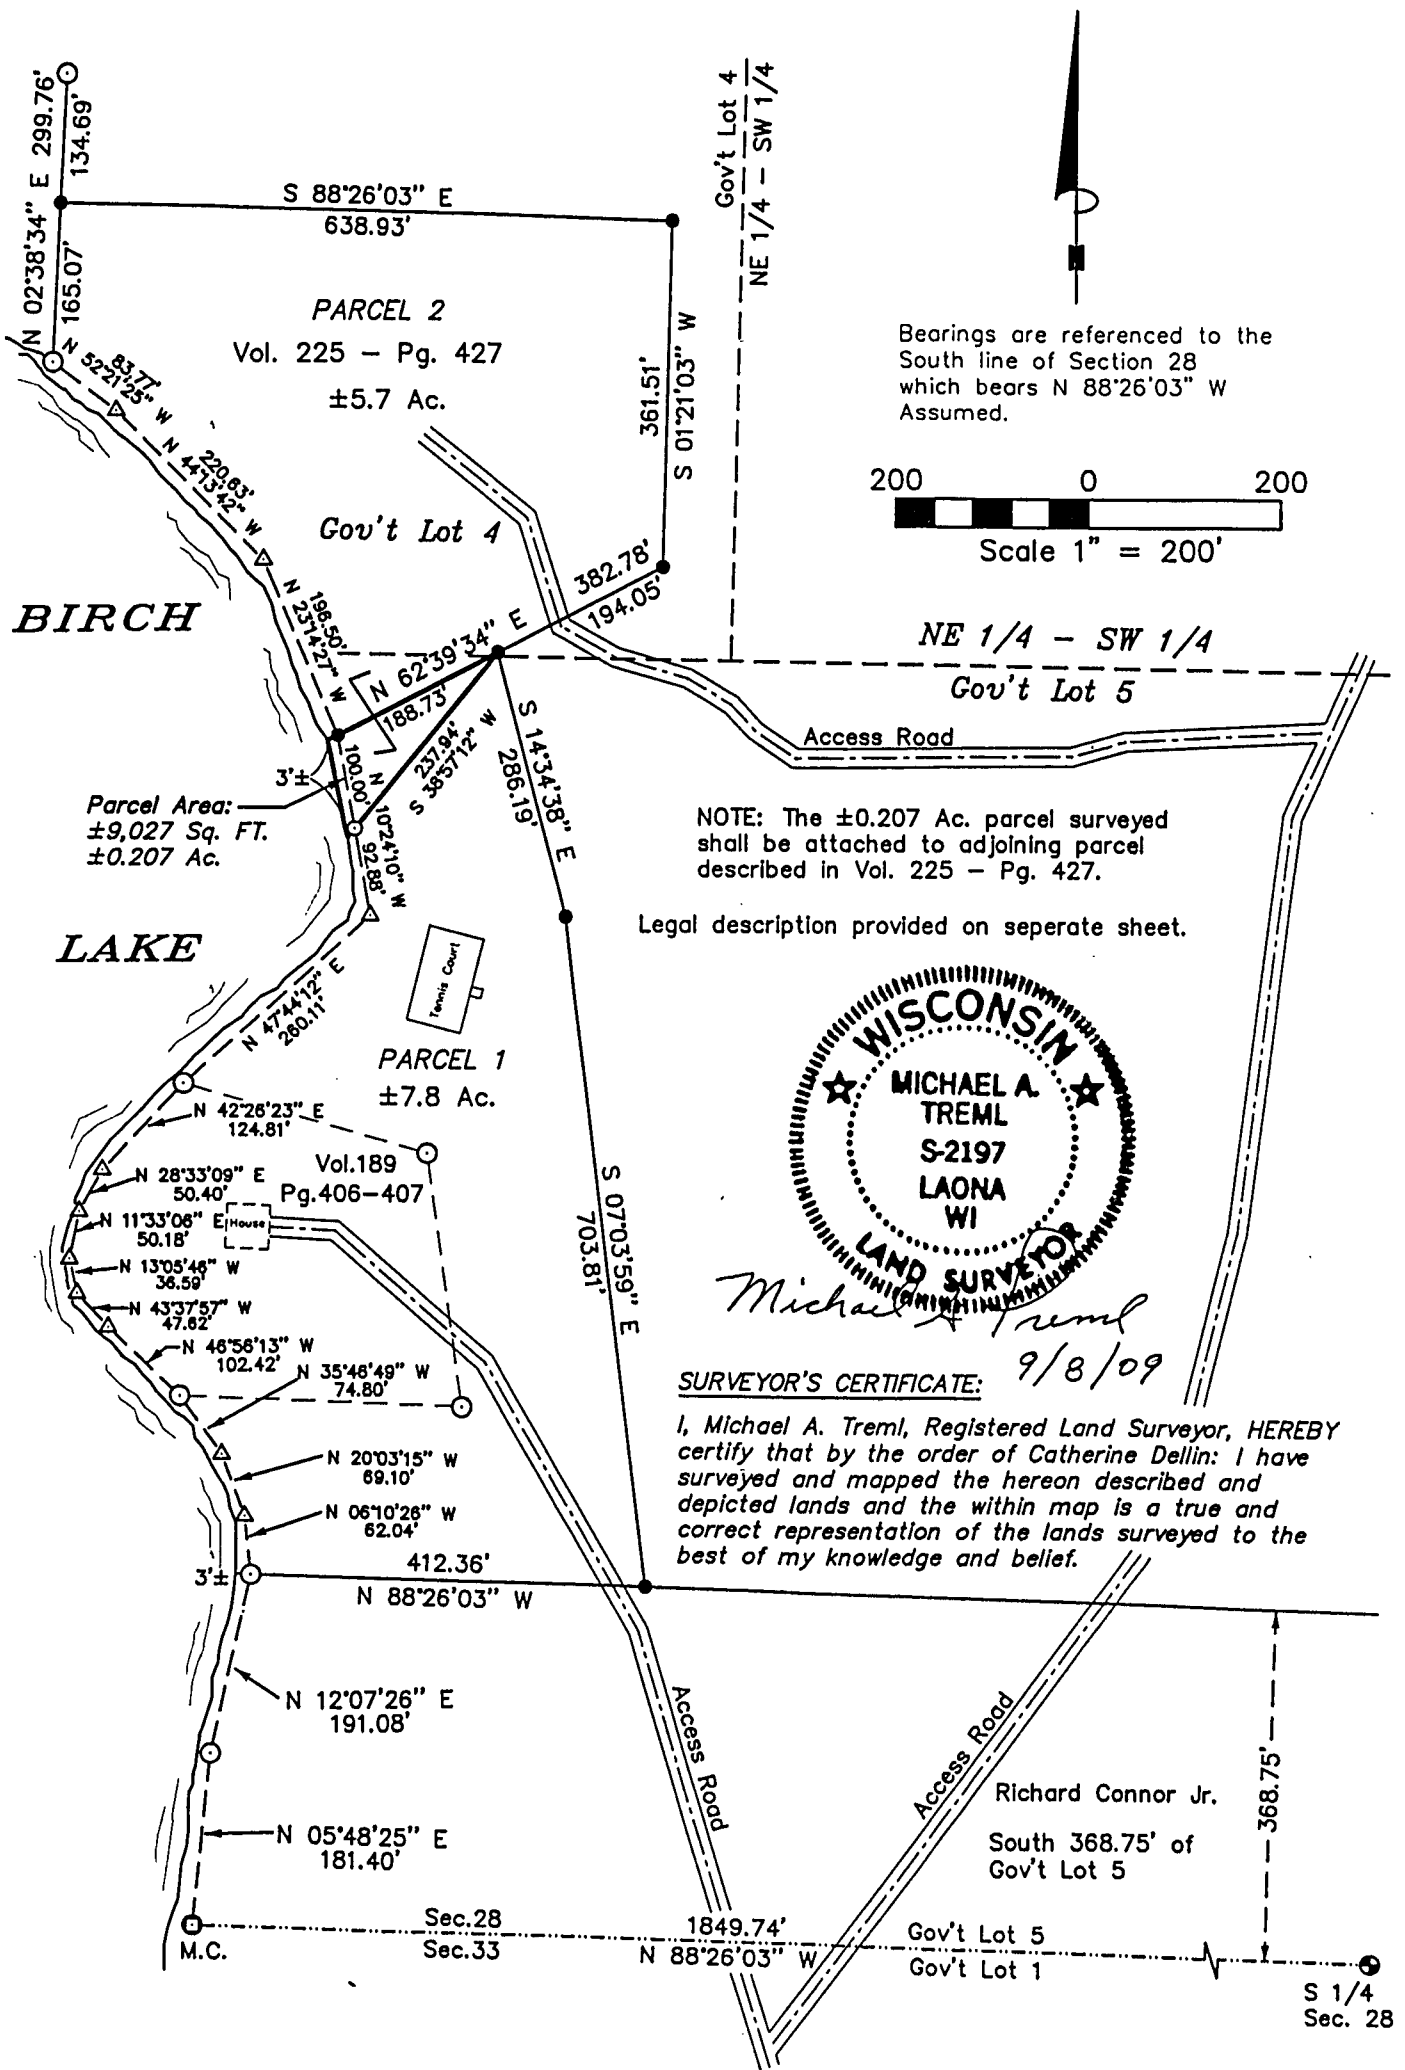 N 02°38'34" E 299.76'
134.69'
165.07'
S 88°26'03" E
638.93'
Gov't Lot 4
NE 1/4 - SW 1/4
PARCEL 2
Vol. 225 - Pg. 427
±5.7 Ac.
361.51'
S 01°21'03" W
Bearings are referenced to the
South line of Section 28
which bears N 88°26'03" W
Assumed.
83.77'
N 52°21'25" W
220.63'
N 44°13'42" W
Gov't Lot 4
200 0 200
Scale 1" = 200'
BIRCH
196.50'
N 23°14'27" W
N 62°39'34" E
382.78'
194.05'
188.73'
NE 1/4 - SW 1/4
Gov't Lot 5
Access Road
237.94'
S 38°57'12" W
S 14°34'38" E
286.19'
3'±
100.00'
N 10°24'10" W
92.88'
Parcel Area:
±9,027 Sq. FT.
±0.207 Ac.
NOTE: The ±0.207 Ac. parcel surveyed
shall be attached to adjoining parcel
described in Vol. 225 - Pg. 427.
Legal description provided on seperate sheet.
LAKE
Tennis Court
N 47°44'12" E
260.11'
PARCEL 1
±7.8 Ac.
WISCONSIN
MICHAEL A.
TREML
S-2197
LAONA
WI
LAND SURVEYOR
N 42°26'23" E
124.81'
N 28°33'09" E
50.40'
Vol.189
Pg.406-407
N 11°33'06" E
50.18'
House
N 13°05'46" W
36.59'
N 43°37'57" W
47.62'
N 46°56'13" W
102.42'
N 35°46'49" W
74.80'
S 07°03'59" E
703.81'
Michael A Treml
9/8/09
SURVEYOR'S CERTIFICATE:
I, Michael A. Treml, Registered Land Surveyor, HEREBY
certify that by the order of Catherine Dellin: I have
surveyed and mapped the hereon described and
depicted lands and the within map is a true and
correct representation of the lands surveyed to the
best of my knowledge and belief.
N 20°03'15" W
69.10'
N 06°10'26" W
62.04'
3'±
412.36'
N 88°26'03" W
N 12°07'26" E
191.08'
Access Road
Access Road
Richard Connor Jr.
South 368.75' of
Gov't Lot 5
368.75'
N 05°48'25" E
181.40'
M.C.
Sec.28
Sec.33
1849.74'
N 88°26'03" W
Gov't Lot 5
Gov't Lot 1
S 1/4
Sec. 28